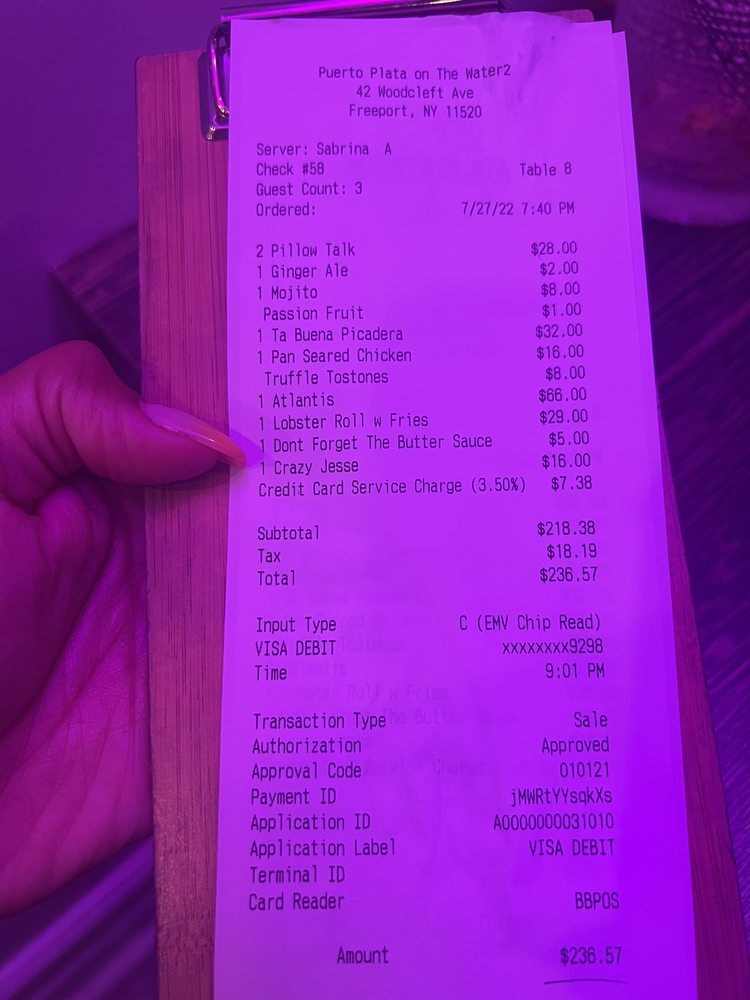 Puerto Plata on The Water2
42 Woodcleft Ave
Freeport, NY 11520
Server: Sabrina A
Check #58 Table 8
Guest Count: 3
Ordered: 7/27/22 7:40 PM
2 Pillow Talk $28.00
1 Ginger Ale $2.00
1 Mojito $8.00
Passion Fruit $1.00
1 Ta Buena Picadera $32.00
1 Pan Seared Chicken $16.00
Truffle Tostones $8.00
1 Atlantis $66.00
1 Lobster Roll w Fries $29.00
1 Dont Forget The Butter Sauce $5.00
1 Crazy Jesse $16.00
Credit Card Service Charge (3.50%) $7.38
Subtotal $218.38
Tax $18.19
Total $236.57
Input Type C (EMV Chip Read)
VISA DEBIT xxxxxxxx9298
Time 9:01 PM
Transaction Type Sale
Authorization Approved
Approval Code 010121
Payment ID jMWRtYYsqkXs
Application ID A0000000031010
Application Label VISA DEBIT
Terminal ID
Card Reader BBPOS
Amount $236.57